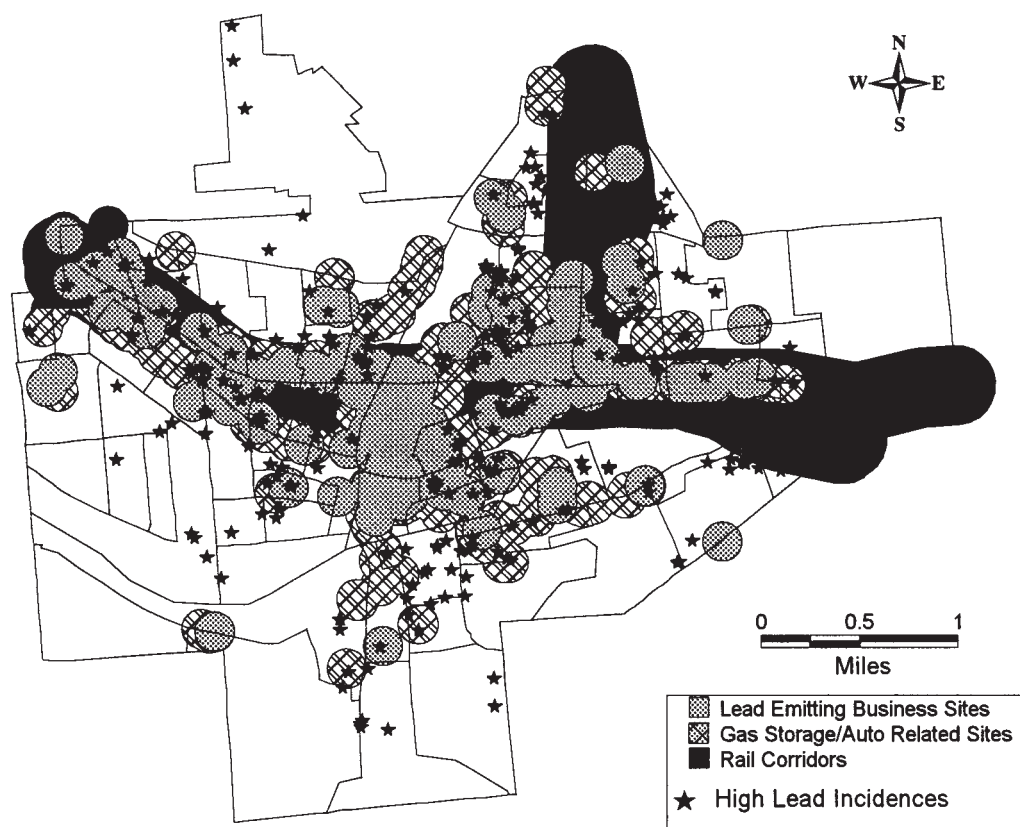 N
W E
S
0 0.5 1
Miles
Lead Emitting Business Sites
Gas Storage/Auto Related Sites
Rail Corridors
High Lead Incidences